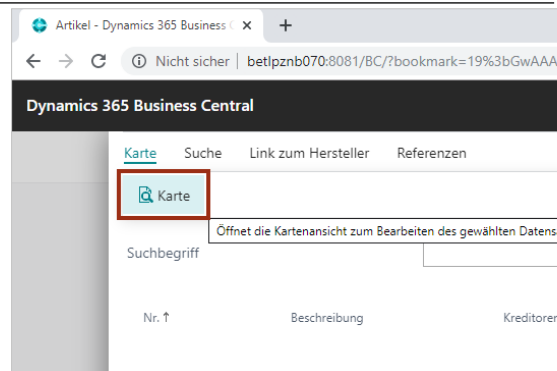 Artikel - Dynamics 365 Business
Nicht sicher | betlpznb070:8081/BC/?bookmark=19%3bGwAAA
Dynamics 365 Business Central
Karte Suche Link zum Hersteller Referenzen
Karte
Öffnet die Kartenansicht zum Bearbeiten des gewählten Datens
Suchbegriff
Nr. ↑ Beschreibung Kreditoren